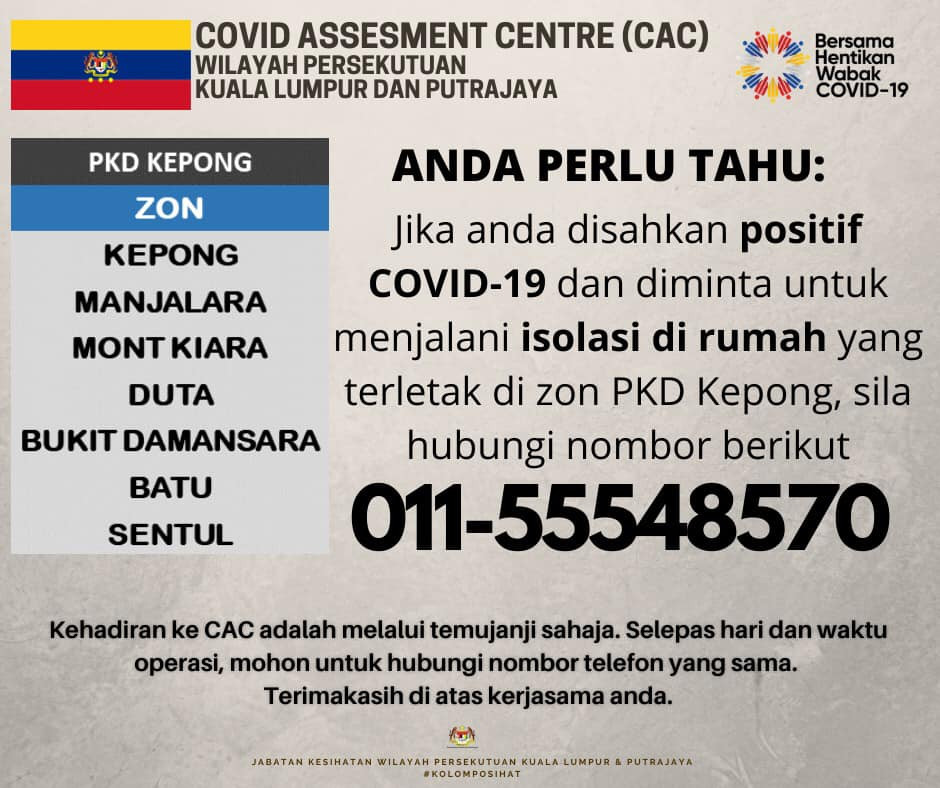 COVID ASSESMENT CENTRE (CAC)
WILAYAH PERSEKUTUAN
KUALA LUMPUR DAN PUTRAJAYA
Bersama
Hentikan
Wabak
COVID-19
PKD KEPONG
ZON
KEPONG
MANJALARA
MONT KIARA
DUTA
BUKIT DAMANSARA
BATU
SENTUL
ANDA PERLU TAHU:
Jika anda disahkan positif
COVID-19 dan diminta untuk
menjalani isolasi di rumah yang
terletak di zon PKD Kepong, sila
hubungi nombor berikut
011-55548570
Kehadiran ke CAC adalah melalui temujanji sahaja. Selepas hari dan waktu
operasi, mohon untuk hubungi nombor telefon yang sama.
Terimakasih di atas kerjasama anda.
JABATAN KESIHATAN WILAYAH PERSEKUTUAN KUALA LUMPUR & PUTRAJAYA
#KOLOMPOSIHAT